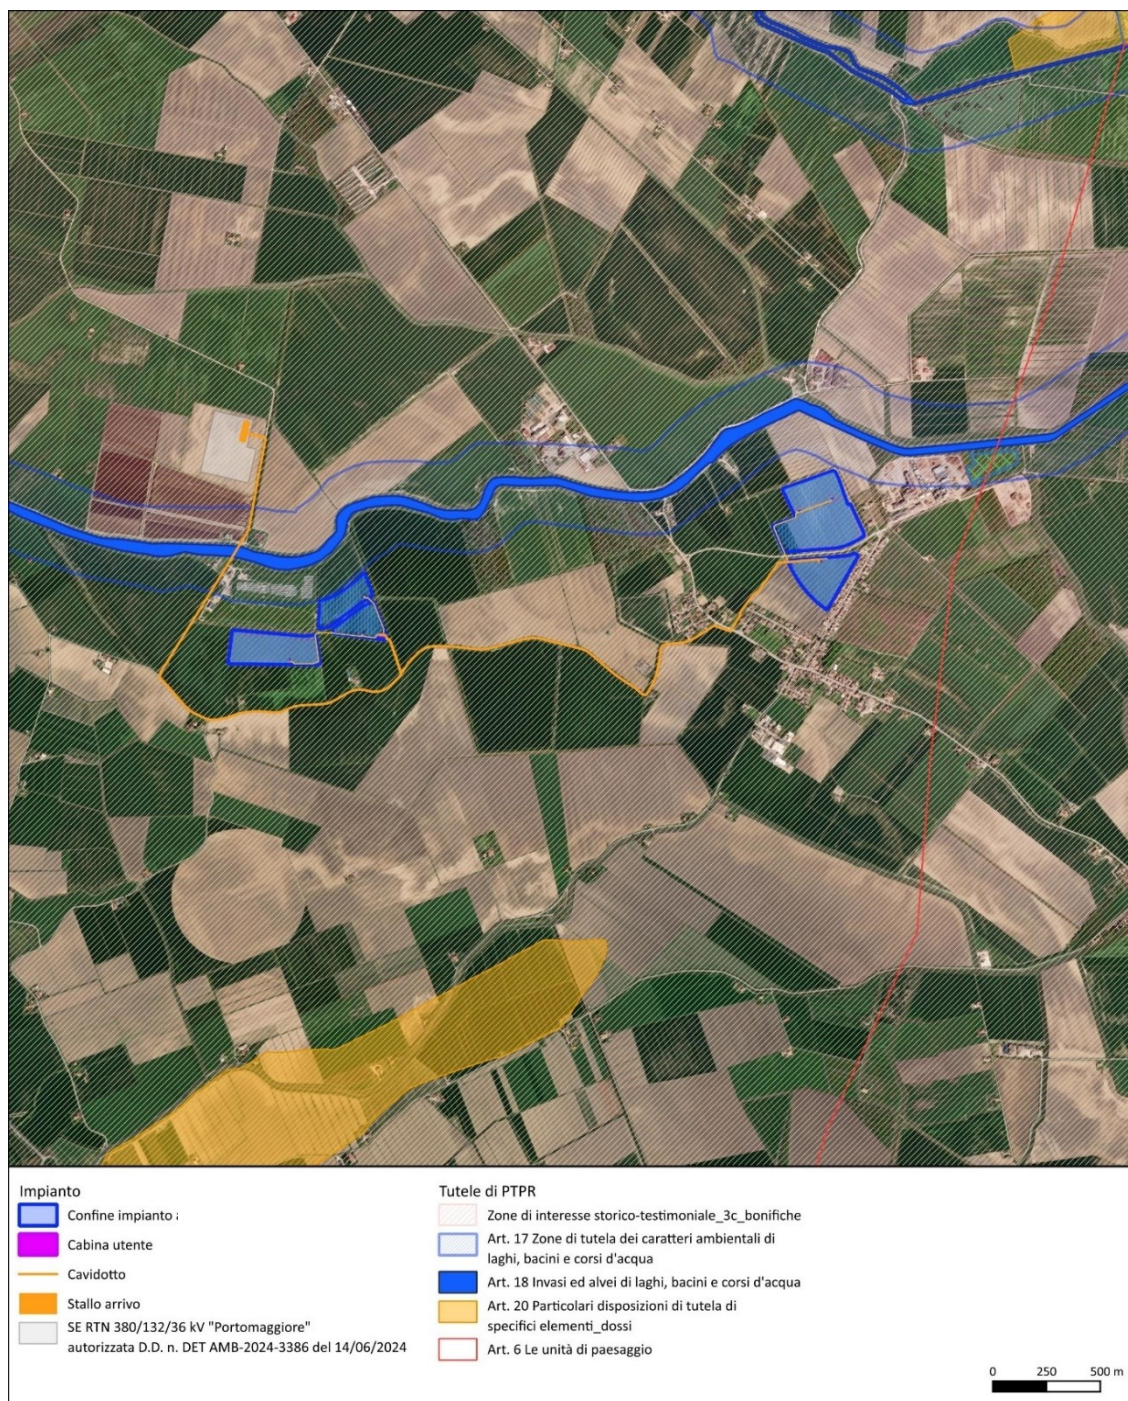 Impianto
Confine impianto
Cabina utente
Cavidotto
Stallo arrivo
SE RTN 380/132/36 kV "Portomaggiore"
autorizzata D.D. n. DET AMB-2024-3386 del 14/06/2024
Tutele di PTPR
Zone di interesse storico-testimoniale_3c_bonifiche
Art. 17 Zone di tutela dei caratteri ambientali di
laghi, bacini e corsi d'acqua
Art. 18 Invasi ed alvei di laghi, bacini e corsi d'acqua
Art. 20 Particolari disposizioni di tutela di
specifici elementi_dossi
Art. 6 Le unità di paesaggio
0 250 500 m